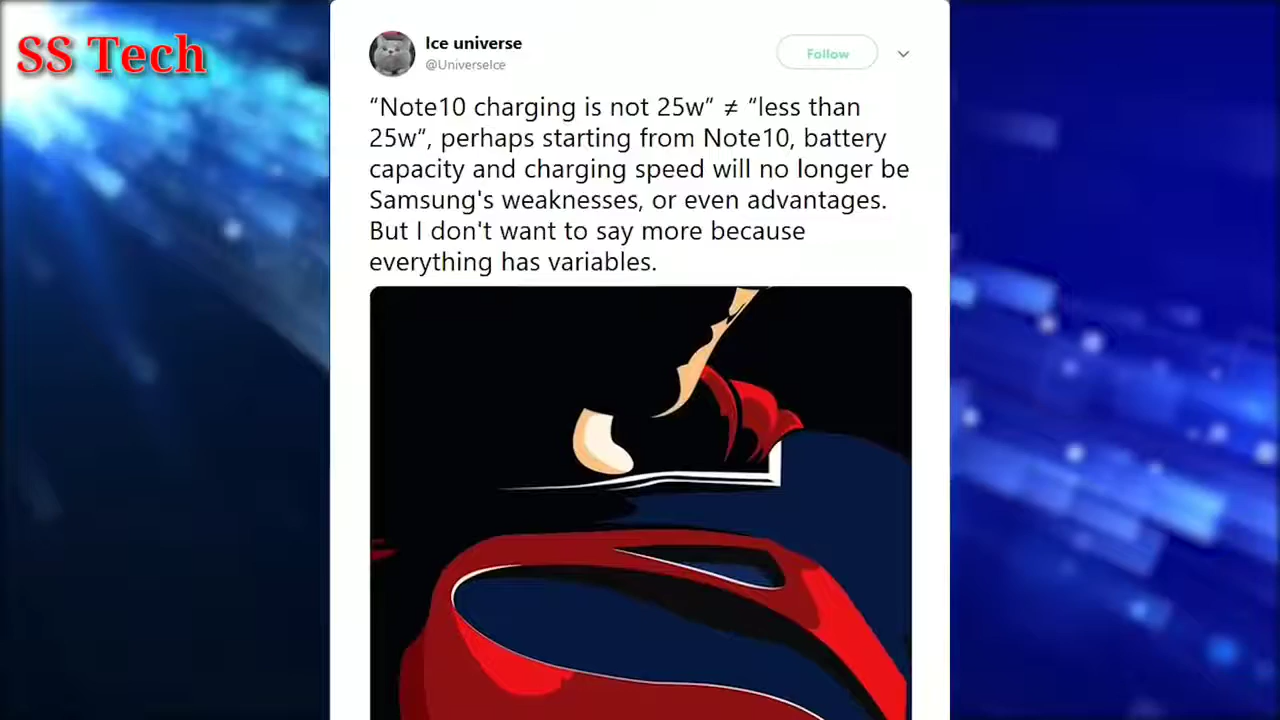 SS Tech
Ice universe
@UniverseIce
Follow
“Note10 charging is not 25w” ≠ “less than
25w”, perhaps starting from Note10, battery
capacity and charging speed will no longer be
Samsung's weaknesses, or even advantages.
But I don't want to say more because
everything has variables.